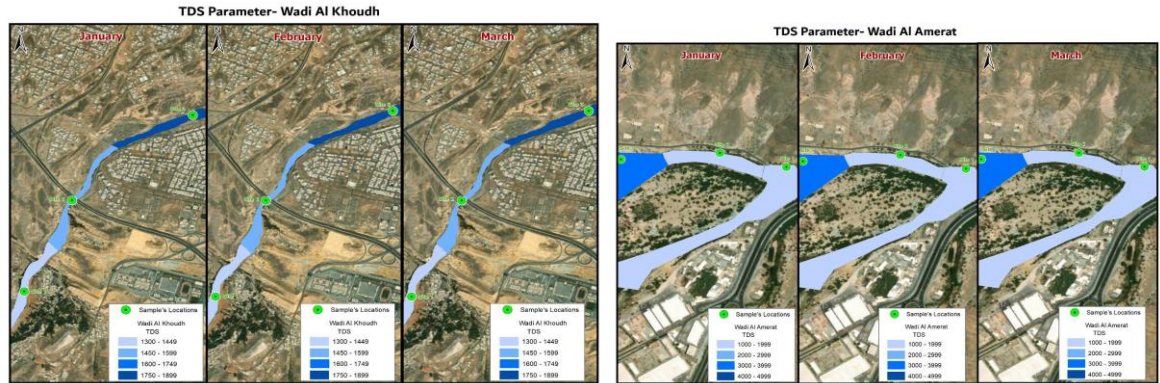 TDS Parameter- Wadi Al Khoudh
January
February
March
Sample's Locations
Wadi Al Khoudh
TDS
1300 - 1449
1450 - 1599
1600 - 1749
1750 - 1899
Sample's Locations
Wadi Al Khoudh
TDS
1300 - 1449
1450 - 1599
1600 - 1749
1750 - 1899
Sample's Locations
Wadi Al Khoudh
TDS
1300 - 1449
1450 - 1599
1600 - 1749
1750 - 1899
TDS Parameter- Wadi Al Amerat
N
January
N
February
N
March
Sample's Locations
Wadi Al Amerat
TDS
1000 - 1999
2000 - 2999
3000 - 3999
4000 - 4999
Sample's Locations
Wadi Al Amerat
TDS
1000 - 1999
2000 - 2999
3000 - 3999
4000 - 4999
Sample's Locations
Wadi Al Amerat
TDS
1000 - 1999
2000 - 2999
3000 - 3999
4000 - 4999